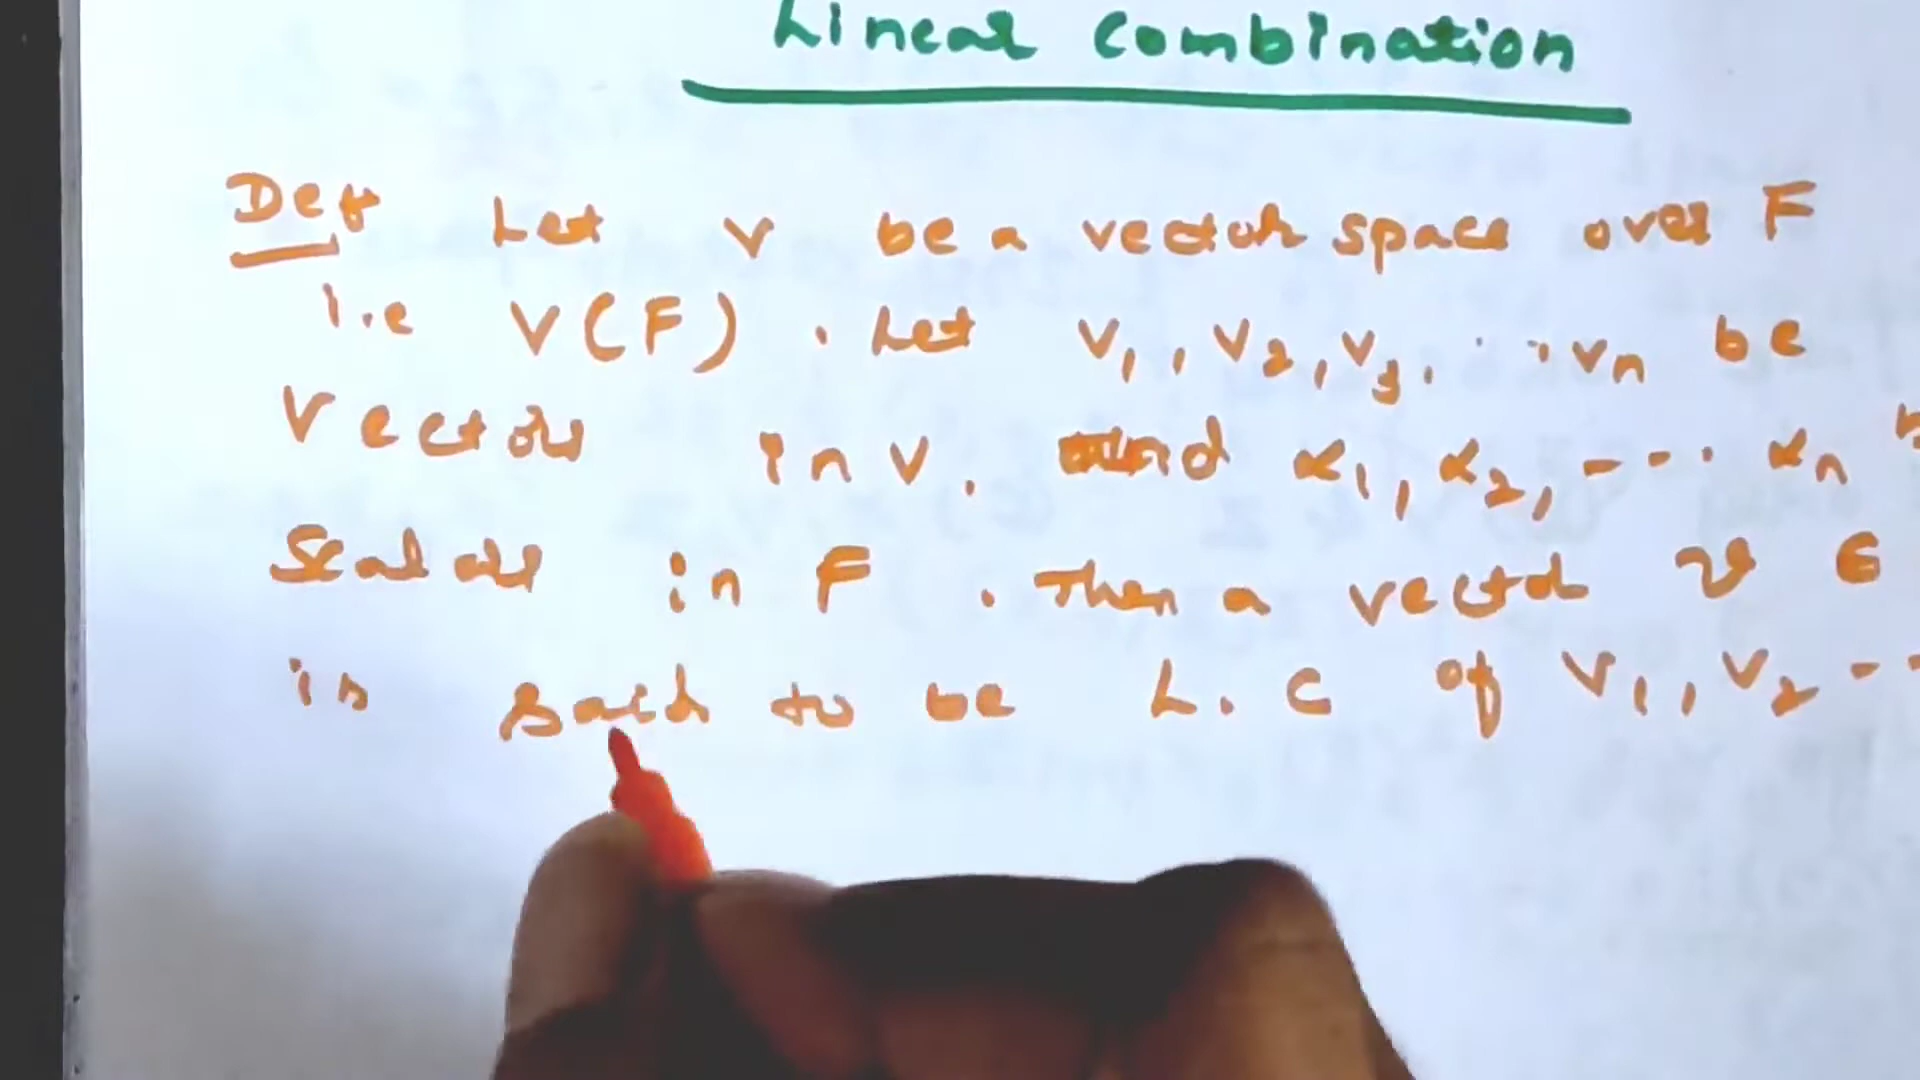 Linear Combination
Def Let V be a vector space over F
i.e V(F) . Let v1, v2, v3, . . , vn be
Vectors in V. and α1, α2, --- αn
Scalars in F . Then a vector v ∈
is said to be L.C of v1, v2 --